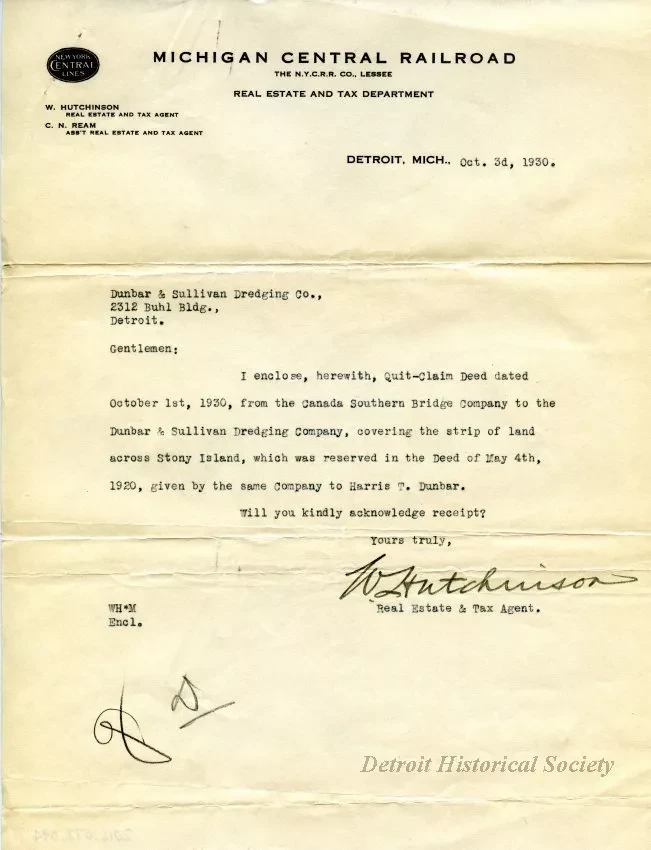 NEW YORK
CENTRAL
LINES
MICHIGAN CENTRAL RAILROAD
THE N.Y.C.R.R. CO., LESSEE
REAL ESTATE AND TAX DEPARTMENT
W. HUTCHINSON
REAL ESTATE AND TAX AGENT
C. N. REAM
ASS'T REAL ESTATE AND TAX AGENT
DETROIT, MICH., Oct. 3d, 1930.
Dunbar & Sullivan Dredging Co.,
2312 Buhl Bldg.,
Detroit.
Gentlemen:
I enclose, herewith, Quit-Claim Deed dated
October 1st, 1930, from the Canada Southern Bridge Company to the
Dunbar & Sullivan Dredging Company, covering the strip of land
across Stony Island, which was reserved in the Deed of May 4th,
1920, given by the same Company to Harris T. Dunbar.
Will you kindly acknowledge receipt?
Yours truly,
W Hutchinson
Real Estate & Tax Agent.
WH*M
Encl.
D
Detroit Historical Society